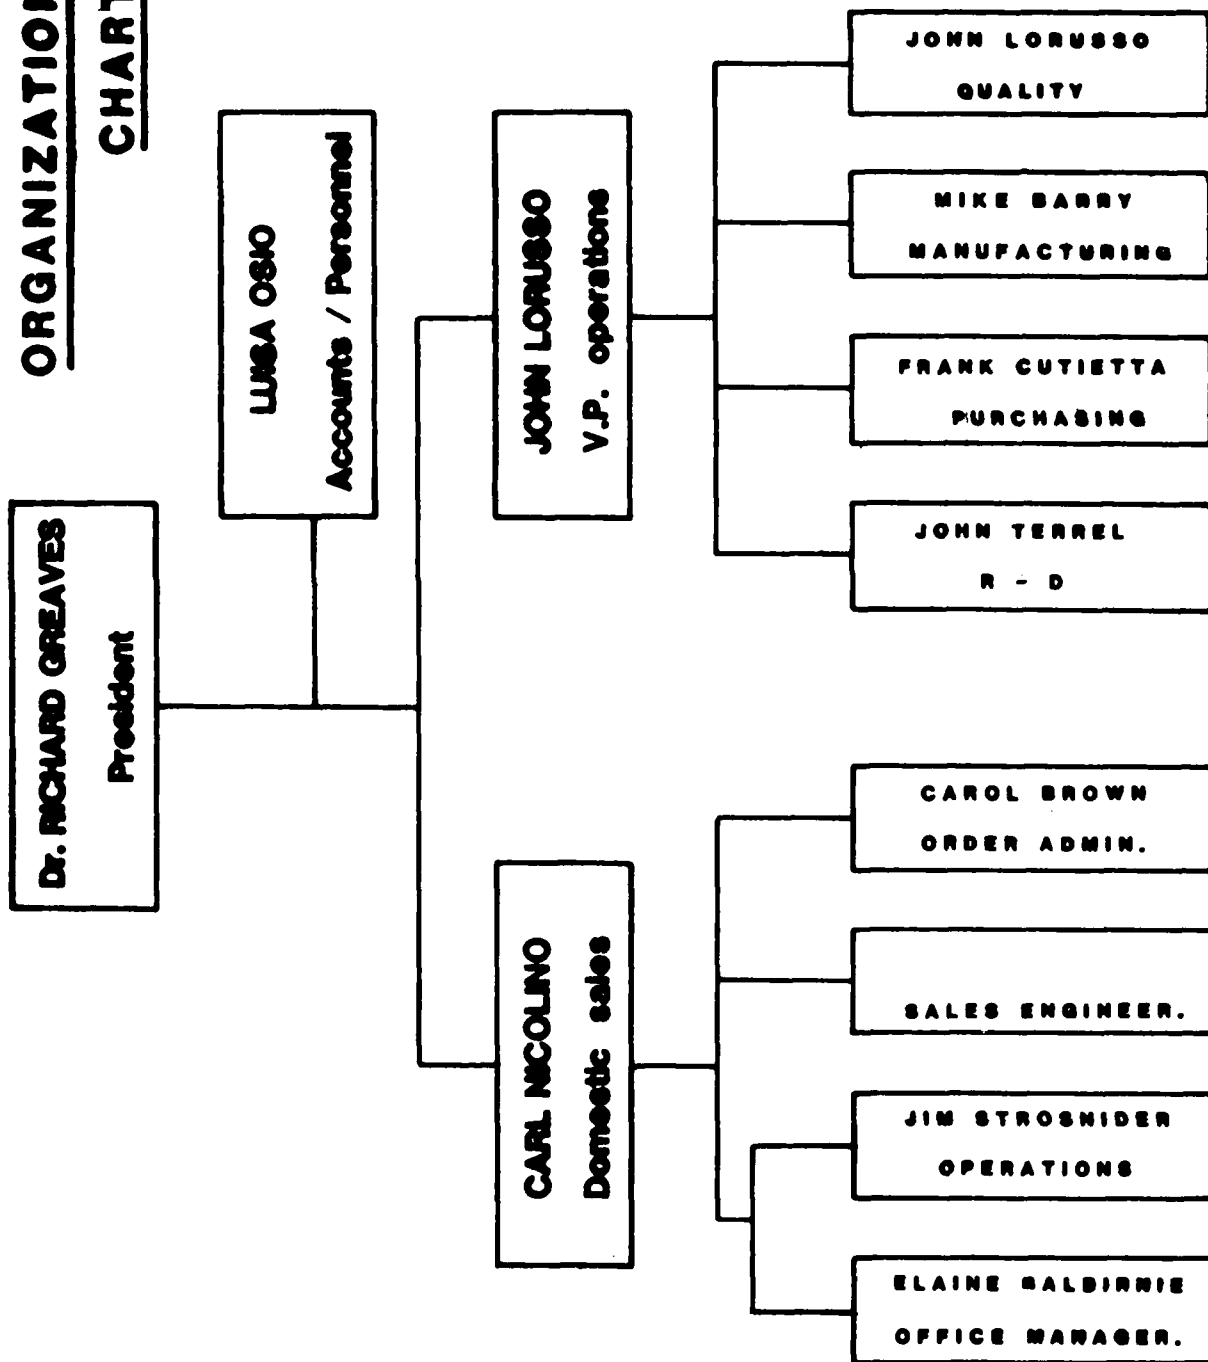 ORGANIZATION
CHART
Dr. RICHARD GREAVES
President
LUISA OSIO
Accounts / Personnel
CARL NICOLINO
Domestic sales
JOHN LORUSSO
V.P. operations
ELAINE BALDIRNIE
OFFICE MANAGER.
JIM STROSNIDER
OPERATIONS
SALES ENGINEER.
CAROL BROWN
ORDER ADMIN.
JOHN TERREL
R - D
FRANK CUTIETTA
PURCHASING
MIKE BARRY
MANUFACTURING
JOHN LORUSSO
QUALITY